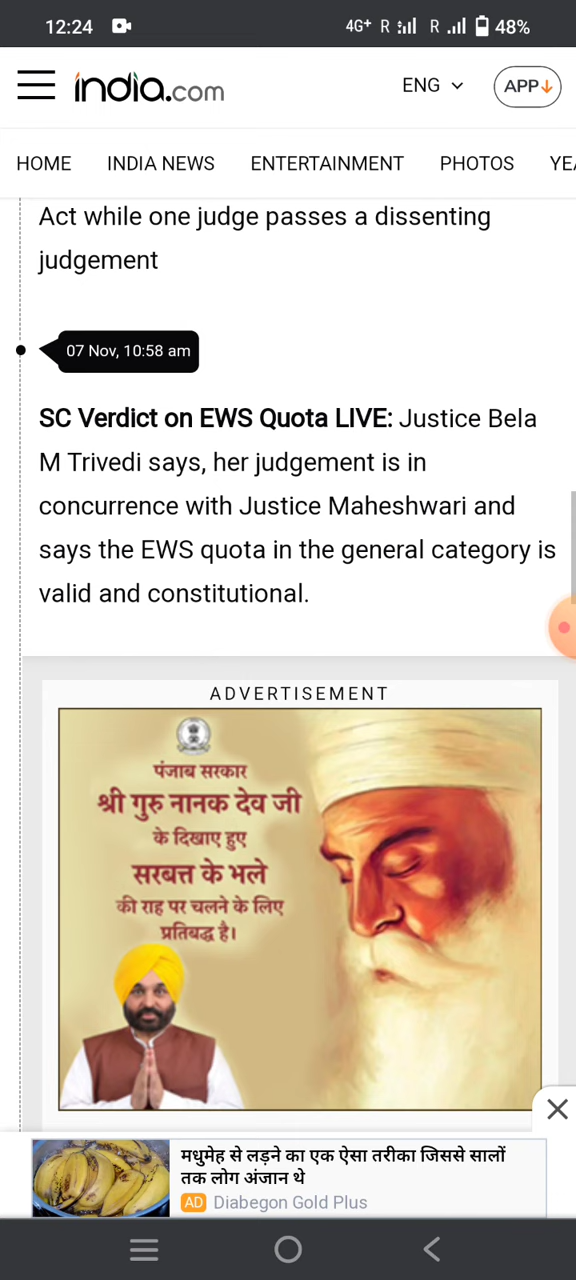 12:24
4G+ R R 48%
india.com
ENG
APP
HOME INDIA NEWS ENTERTAINMENT PHOTOS YEA
Act while one judge passes a dissenting
judgement
07 Nov, 10:58 am
SC Verdict on EWS Quota LIVE: Justice Bela
M Trivedi says, her judgement is in
concurrence with Justice Maheshwari and
says the EWS quota in the general category is
valid and constitutional.
ADVERTISEMENT
पंजाब सरकार
श्री गुरु नानक देव जी
के दिखाए हुए
सरबत्त के भले
की राह पर चलने के लिए
प्रतिबद्ध है।
मधुमेह से लड़ने का एक ऐसा तरीका जिससे सालों
तक लोग अंजान थे
AD Diabegon Gold Plus